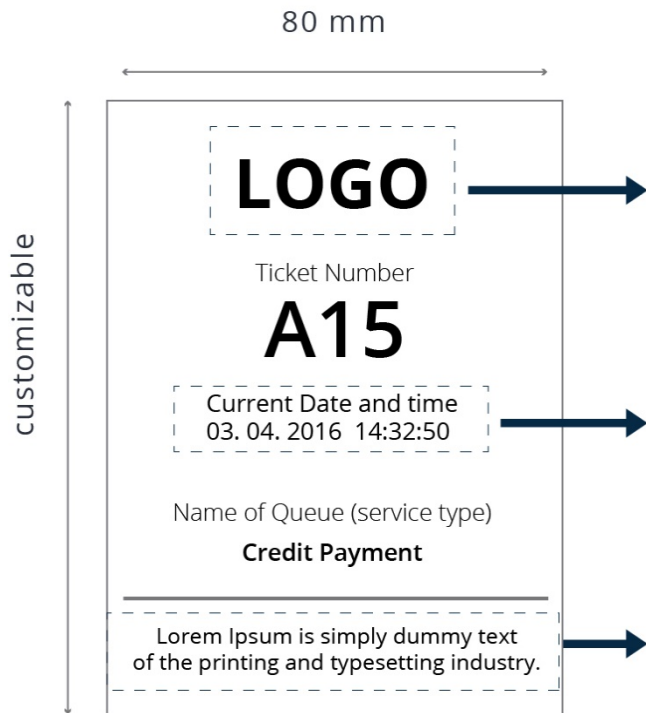 80 mm
customizable
LOGO
Ticket Number
A15
Current Date and time
03. 04. 2016 14:32:50
Name of Queue (service type)
Credit Payment
Lorem Ipsum is simply dummy text
of the printing and typesetting industry.